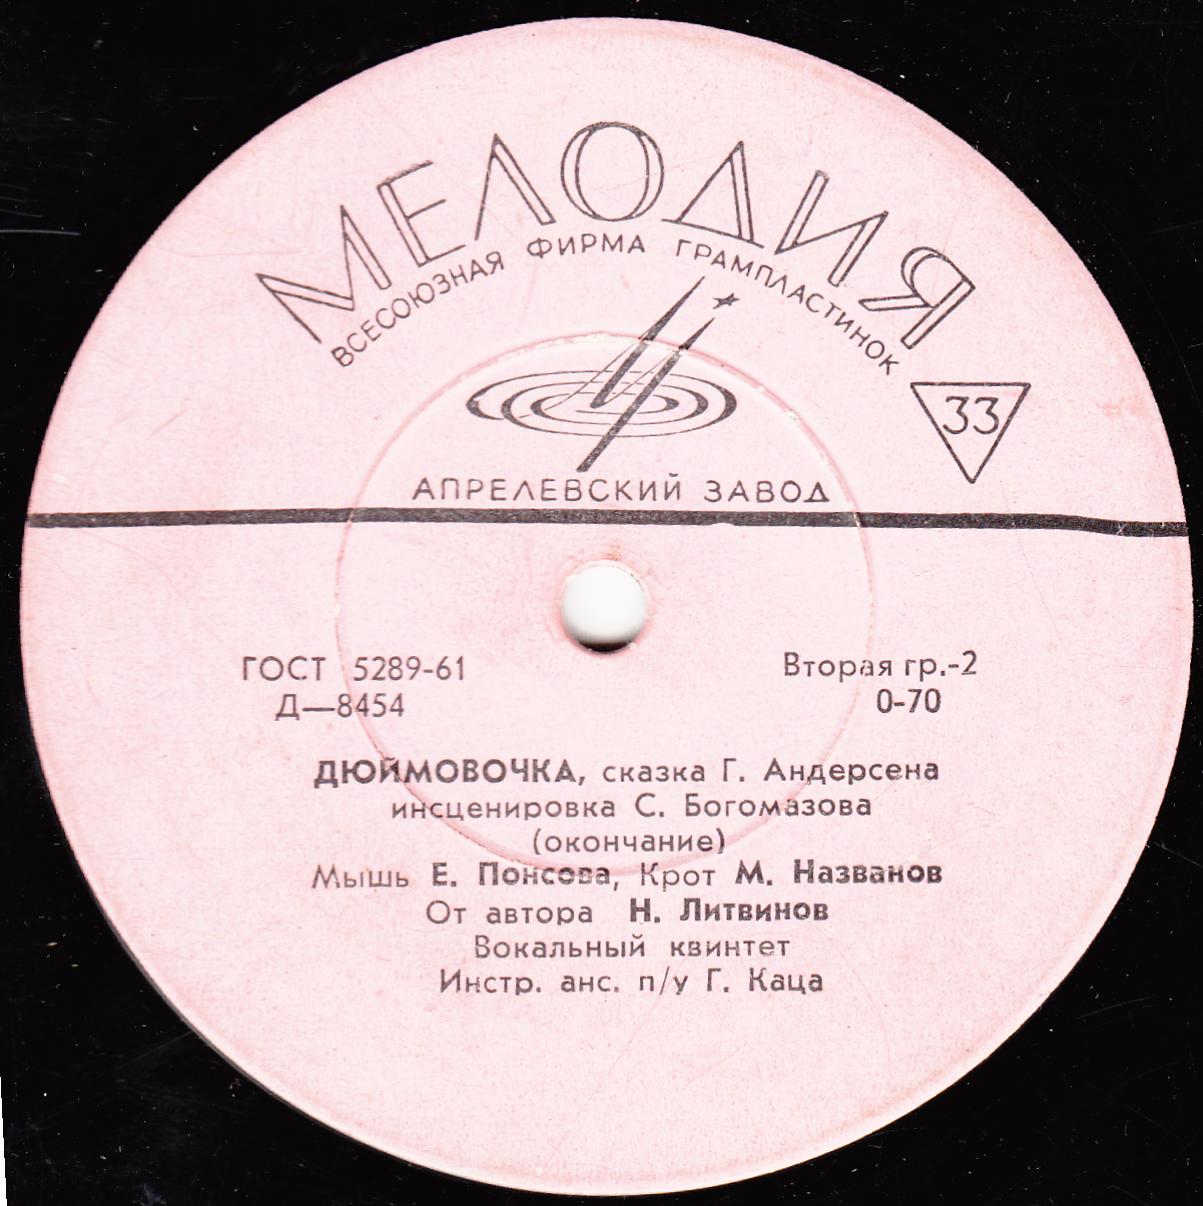 МЕЛОДИЯ
ВСЕСОЮЗНАЯ ФИРМА ГРАМПЛАСТИНОК
33
АПРЕЛЕВСКИЙ ЗАВОД
ГОСТ 5289-61
Вторая гр.-2
Д—8454
0-70
ДЮЙМОВОЧКА, сказка Г. Андерсена
инсценировка С. Богомазова
(окончание)
Мышь Е. Понсова, Крот М. Названов
От автора Н. Литвинов
Вокальный квинтет
Инстр. анс. п/у Г. Каца